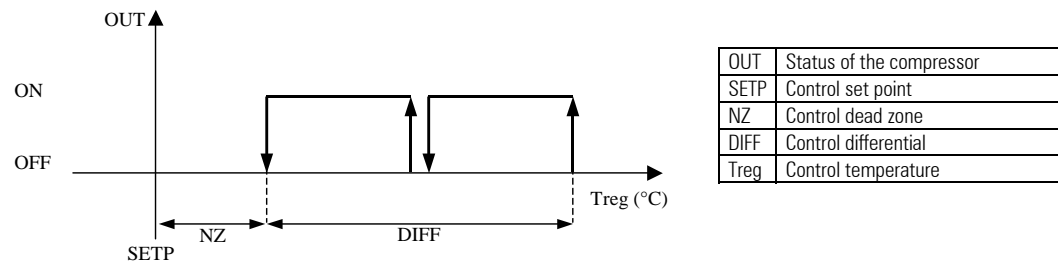 OUT
ON
OFF
Treg (°C)
NZ
DIFF
SETP
OUT Status of the compressor
SETP Control set point
NZ Control dead zone
DIFF Control differential
Treg Control temperature